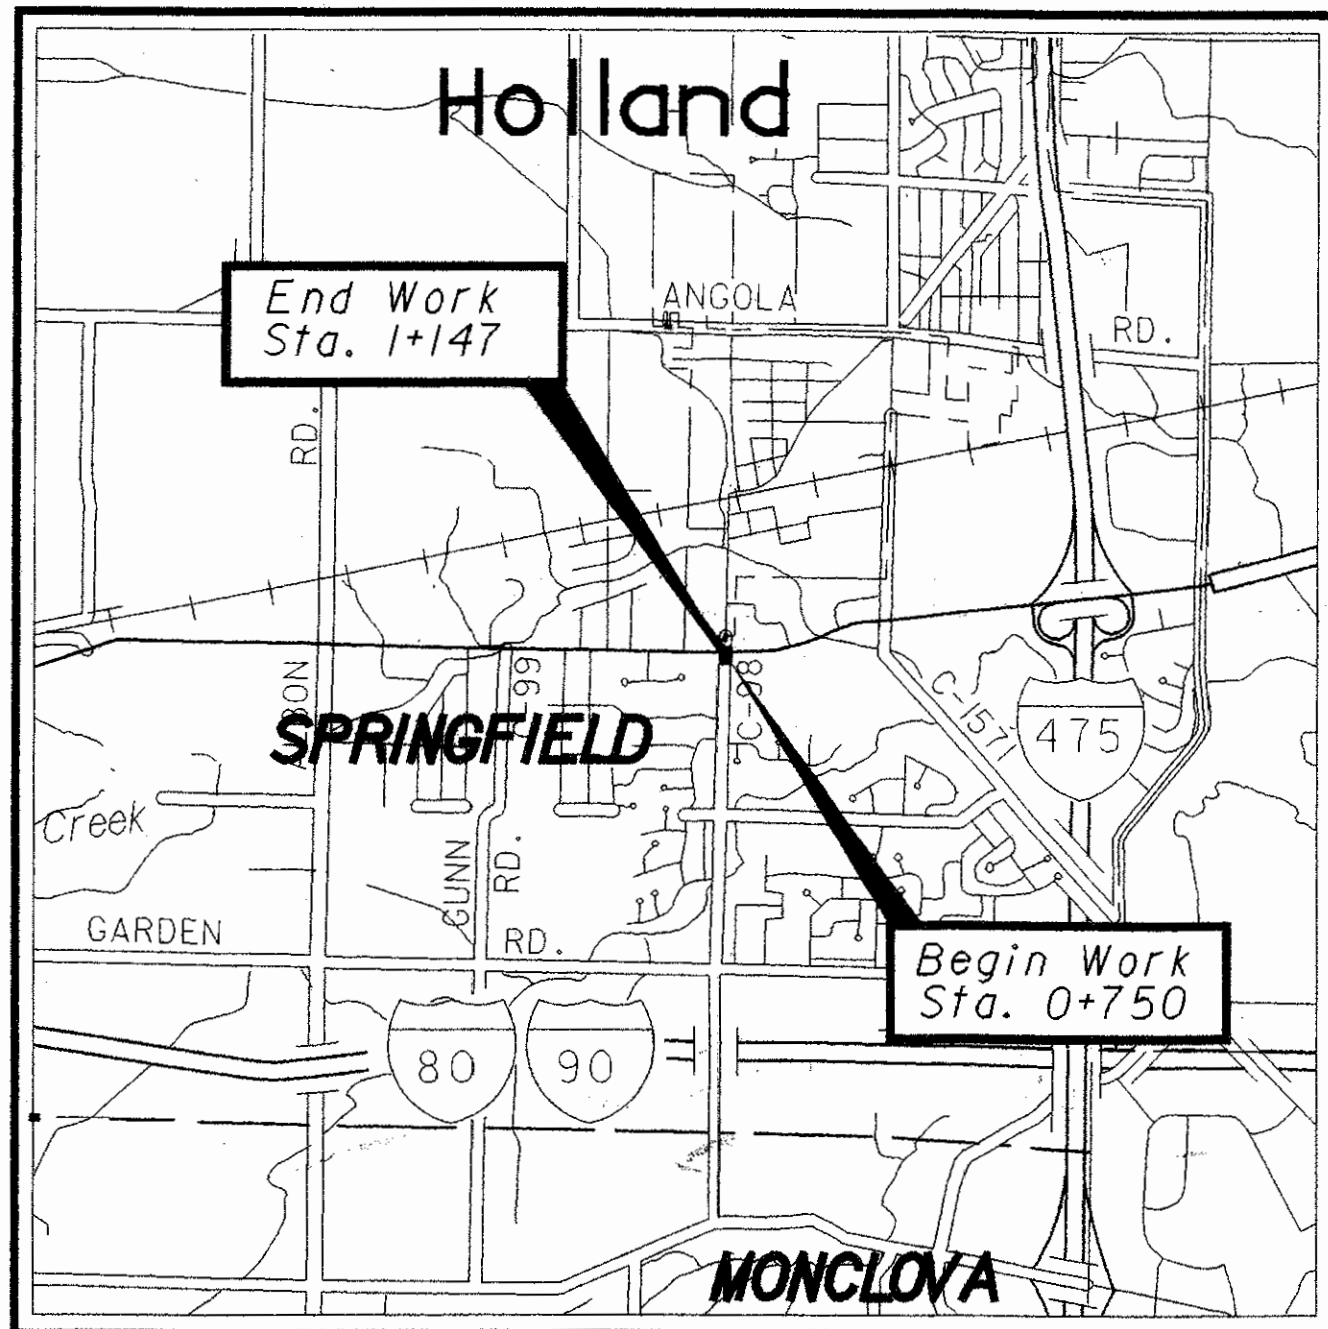 Holland
End Work
Sta. 1+147
ANGOLA
RD.
RD.
C-99
C-98
C-1571
475
SPRINGFIELD
Creek
GUNN
RD.
GARDEN
RD.
Begin Work
Sta. 0+750
80
90
MONCLOVA